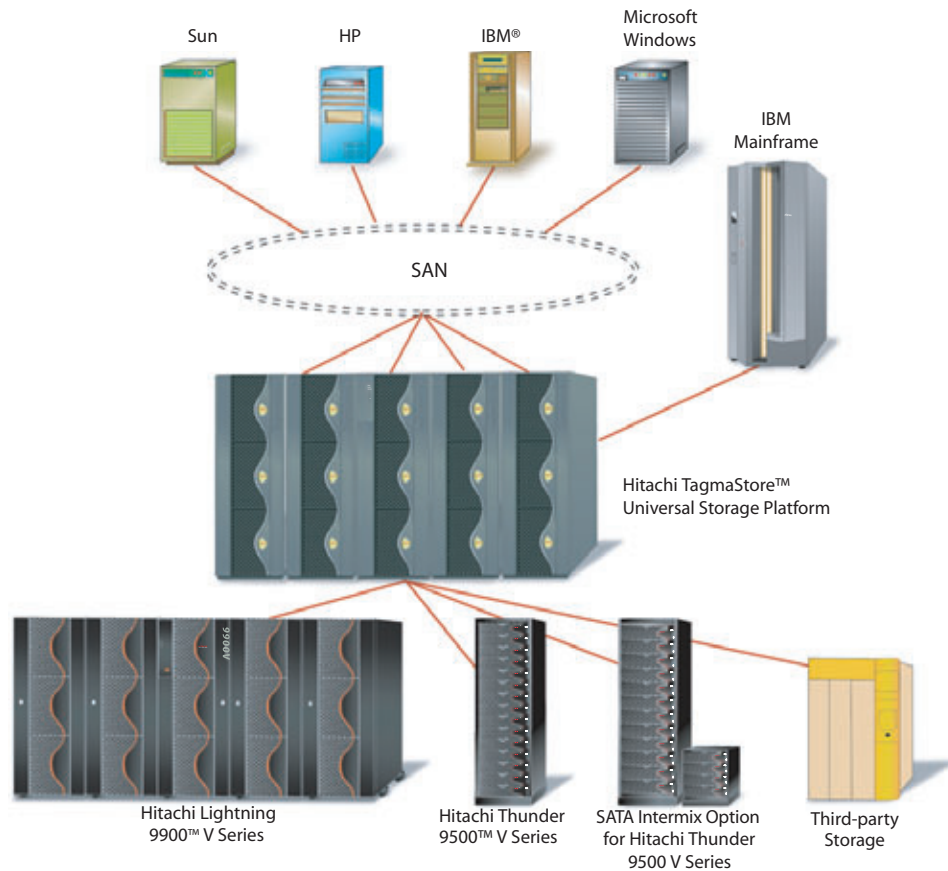 Sun
HP
IBM®
Microsoft
Windows
IBM
Mainframe
SAN
Hitachi TagmaStore™
Universal Storage Platform
9900V
Hitachi Lightning
9900™ V Series
Hitachi Thunder
9500™ V Series
SATA Intermix Option
for Hitachi Thunder
9500 V Series
Third-party
Storage